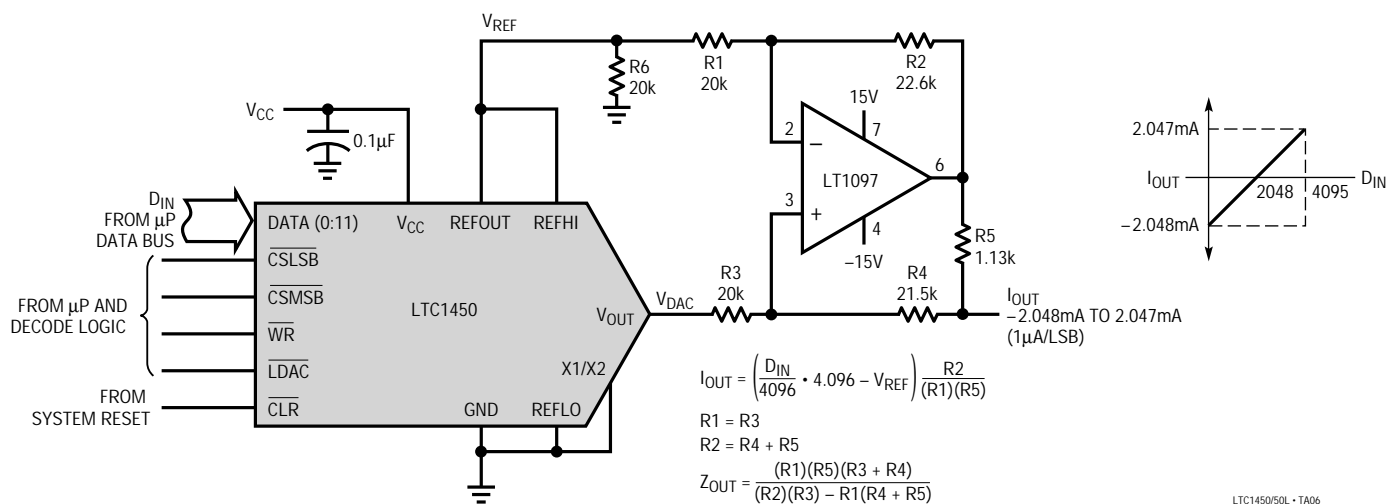 VREF
R6
20k
R1
20k
R2
22.6k
VCC
0.1µF
15V
2
7
–
6
LT1097
3
+
4
–15V
R5
1.13k
2.047mA
IOUT
2048
4095
DIN
–2.048mA
DIN
FROM µP
DATA BUS
DATA (0:11)
VCC
REFOUT
REFHI
CSLSB
CSMSB
FROM µP AND
DECODE LOGIC
LTC1450
WR
LDAC
VOUT
X1/X2
FROM
SYSTEM RESET
CLR
GND
REFLO
VDAC
R3
20k
R4
21.5k
IOUT
–2.048mA TO 2.047mA
(1µA/LSB)
IOUT = (DIN/4096 • 4.096 – VREF) R2/(R1)(R5)
R1 = R3
R2 = R4 + R5
ZOUT = (R1)(R5)(R3 + R4)/(R2)(R3) – R1(R4 + R5)
LTC1450/50L • TA06